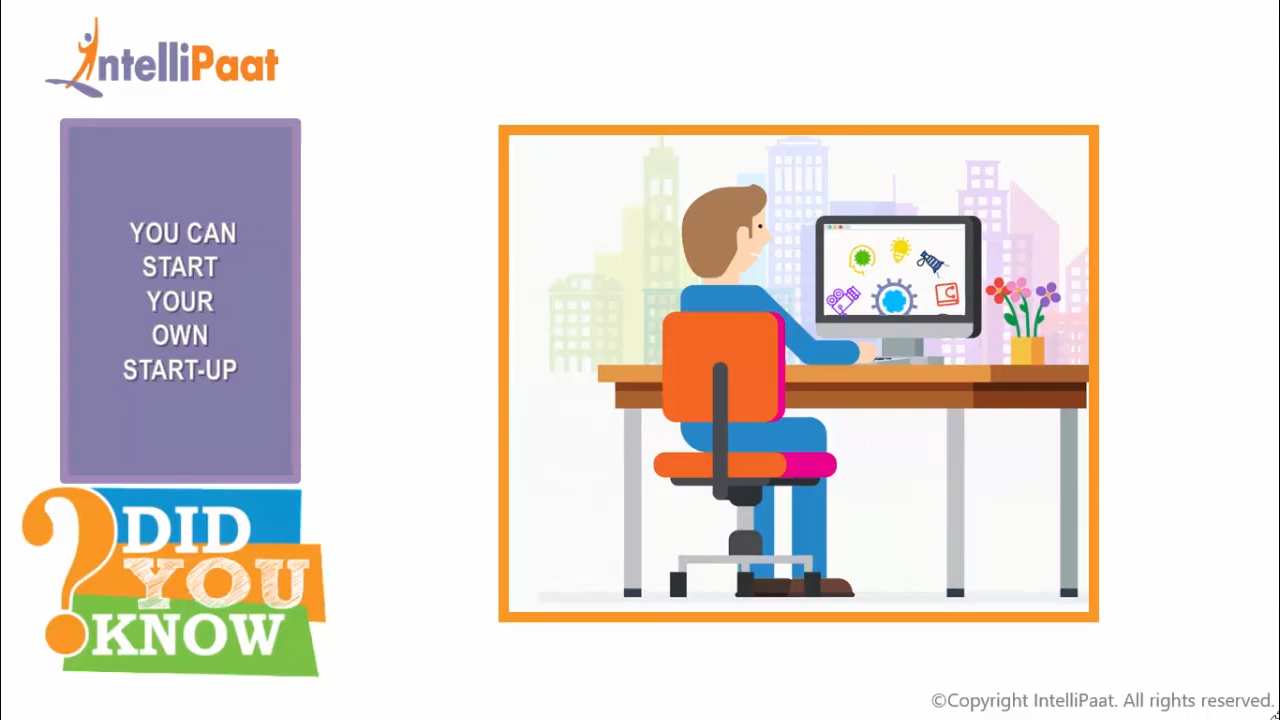 IntelliPaat
YOU CAN
START
YOUR
OWN
START-UP
?DID
YOU
KNOW
©Copyright IntelliPaat. All rights reserved.